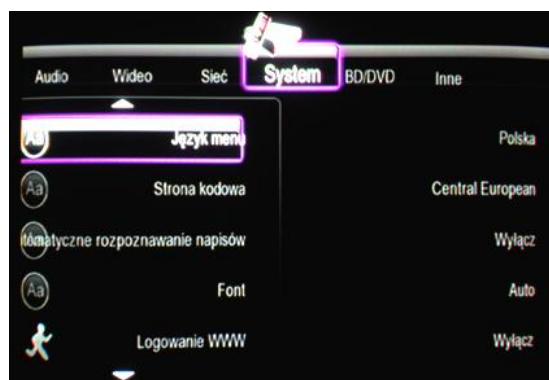 Audio Wideo Sieć System BD/DVD Inne
Język menu Polska
Strona kodowa Central European
Automatyczne rozpoznawanie napisów Wyłącz
Font Auto
Logowanie WWW Wyłącz